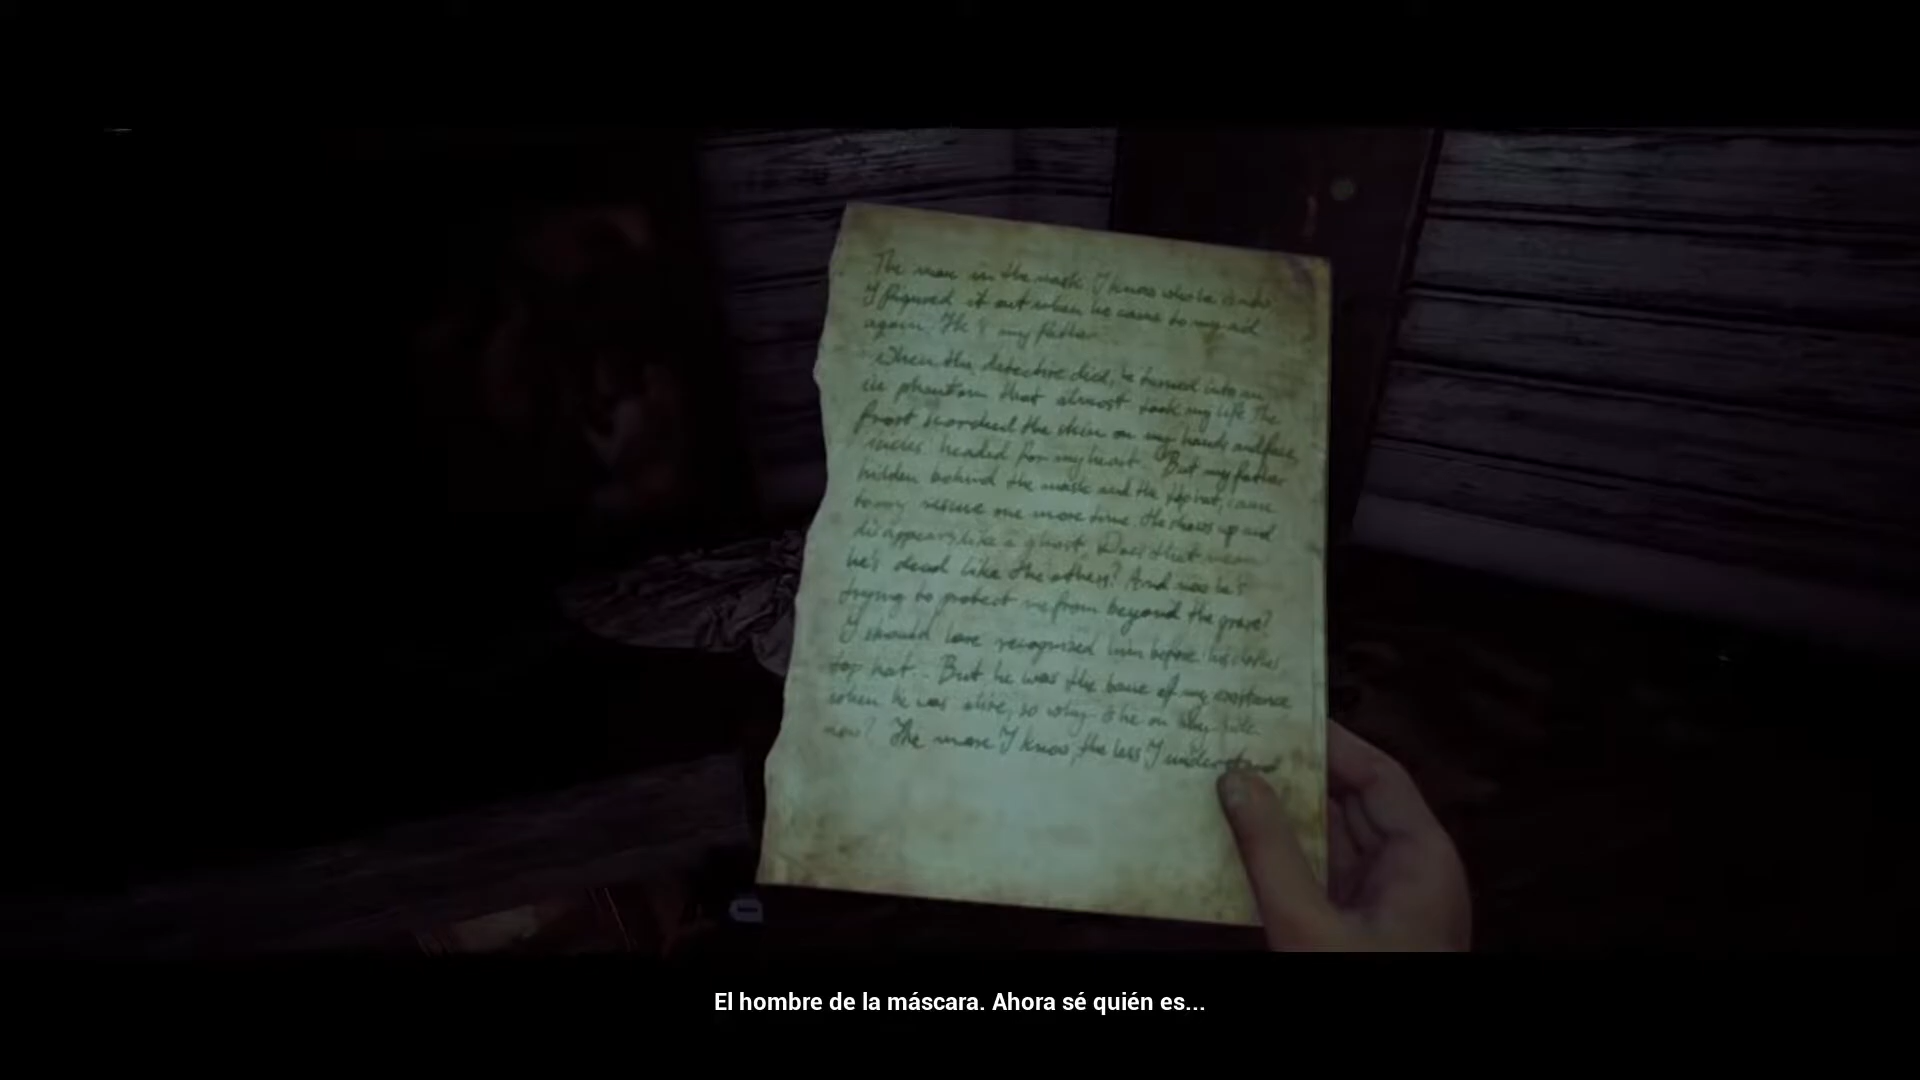 The man in the mask. I know who he is now
I figured it out when he came to my aid
again. He's my father
When the detective died, he turned into an
ice phantom that almost took my life. The
frost scorched the skin on my hands and face,
icicles headed for my heart. But my father
hidden behind the mask and the top hat, came
to my rescue one more time. He shows up and
disappears like a ghost. Does that mean
he's dead like the others? And now he's
trying to protect me from beyond the grave?
I should have recognized him before: his clothes
top hat.. But he was the bane of my existence
when he was alive, so why is he on my side
now? The more I know, the less I understand
El hombre de la máscara. Ahora sé quién es...